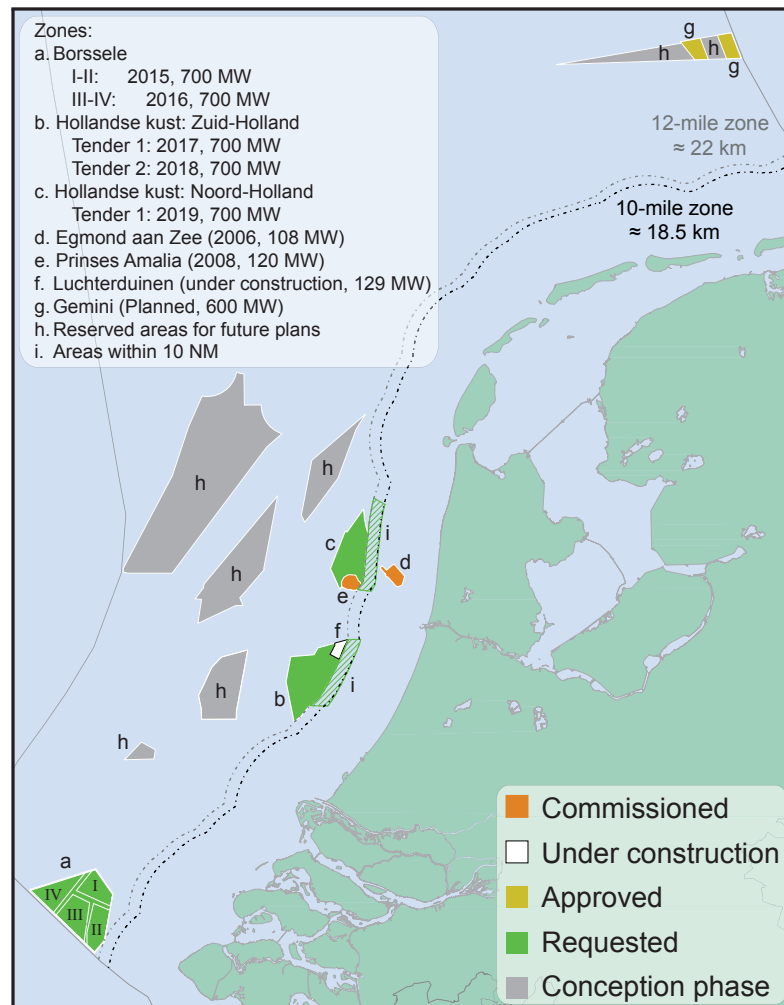 Zones:
a. Borssele
I-II: 2015, 700 MW
III-IV: 2016, 700 MW
b. Hollandse kust: Zuid-Holland
Tender 1: 2017, 700 MW
Tender 2: 2018, 700 MW
c. Hollandse kust: Noord-Holland
Tender 1: 2019, 700 MW
d. Egmond aan Zee (2006, 108 MW)
e. Prinses Amalia (2008, 120 MW)
f. Luchterduinen (under construction, 129 MW)
g. Gemini (Planned, 600 MW)
h. Reserved areas for future plans
i. Areas within 10 NM
g
h
h
g
12-mile zone
≈ 22 km
10-mile zone
≈ 18.5 km
h
h
h
c
i
d
e
f
h
b
i
h
a
IV
I
III
II
Commissioned
Under construction
Approved
Requested
Conception phase